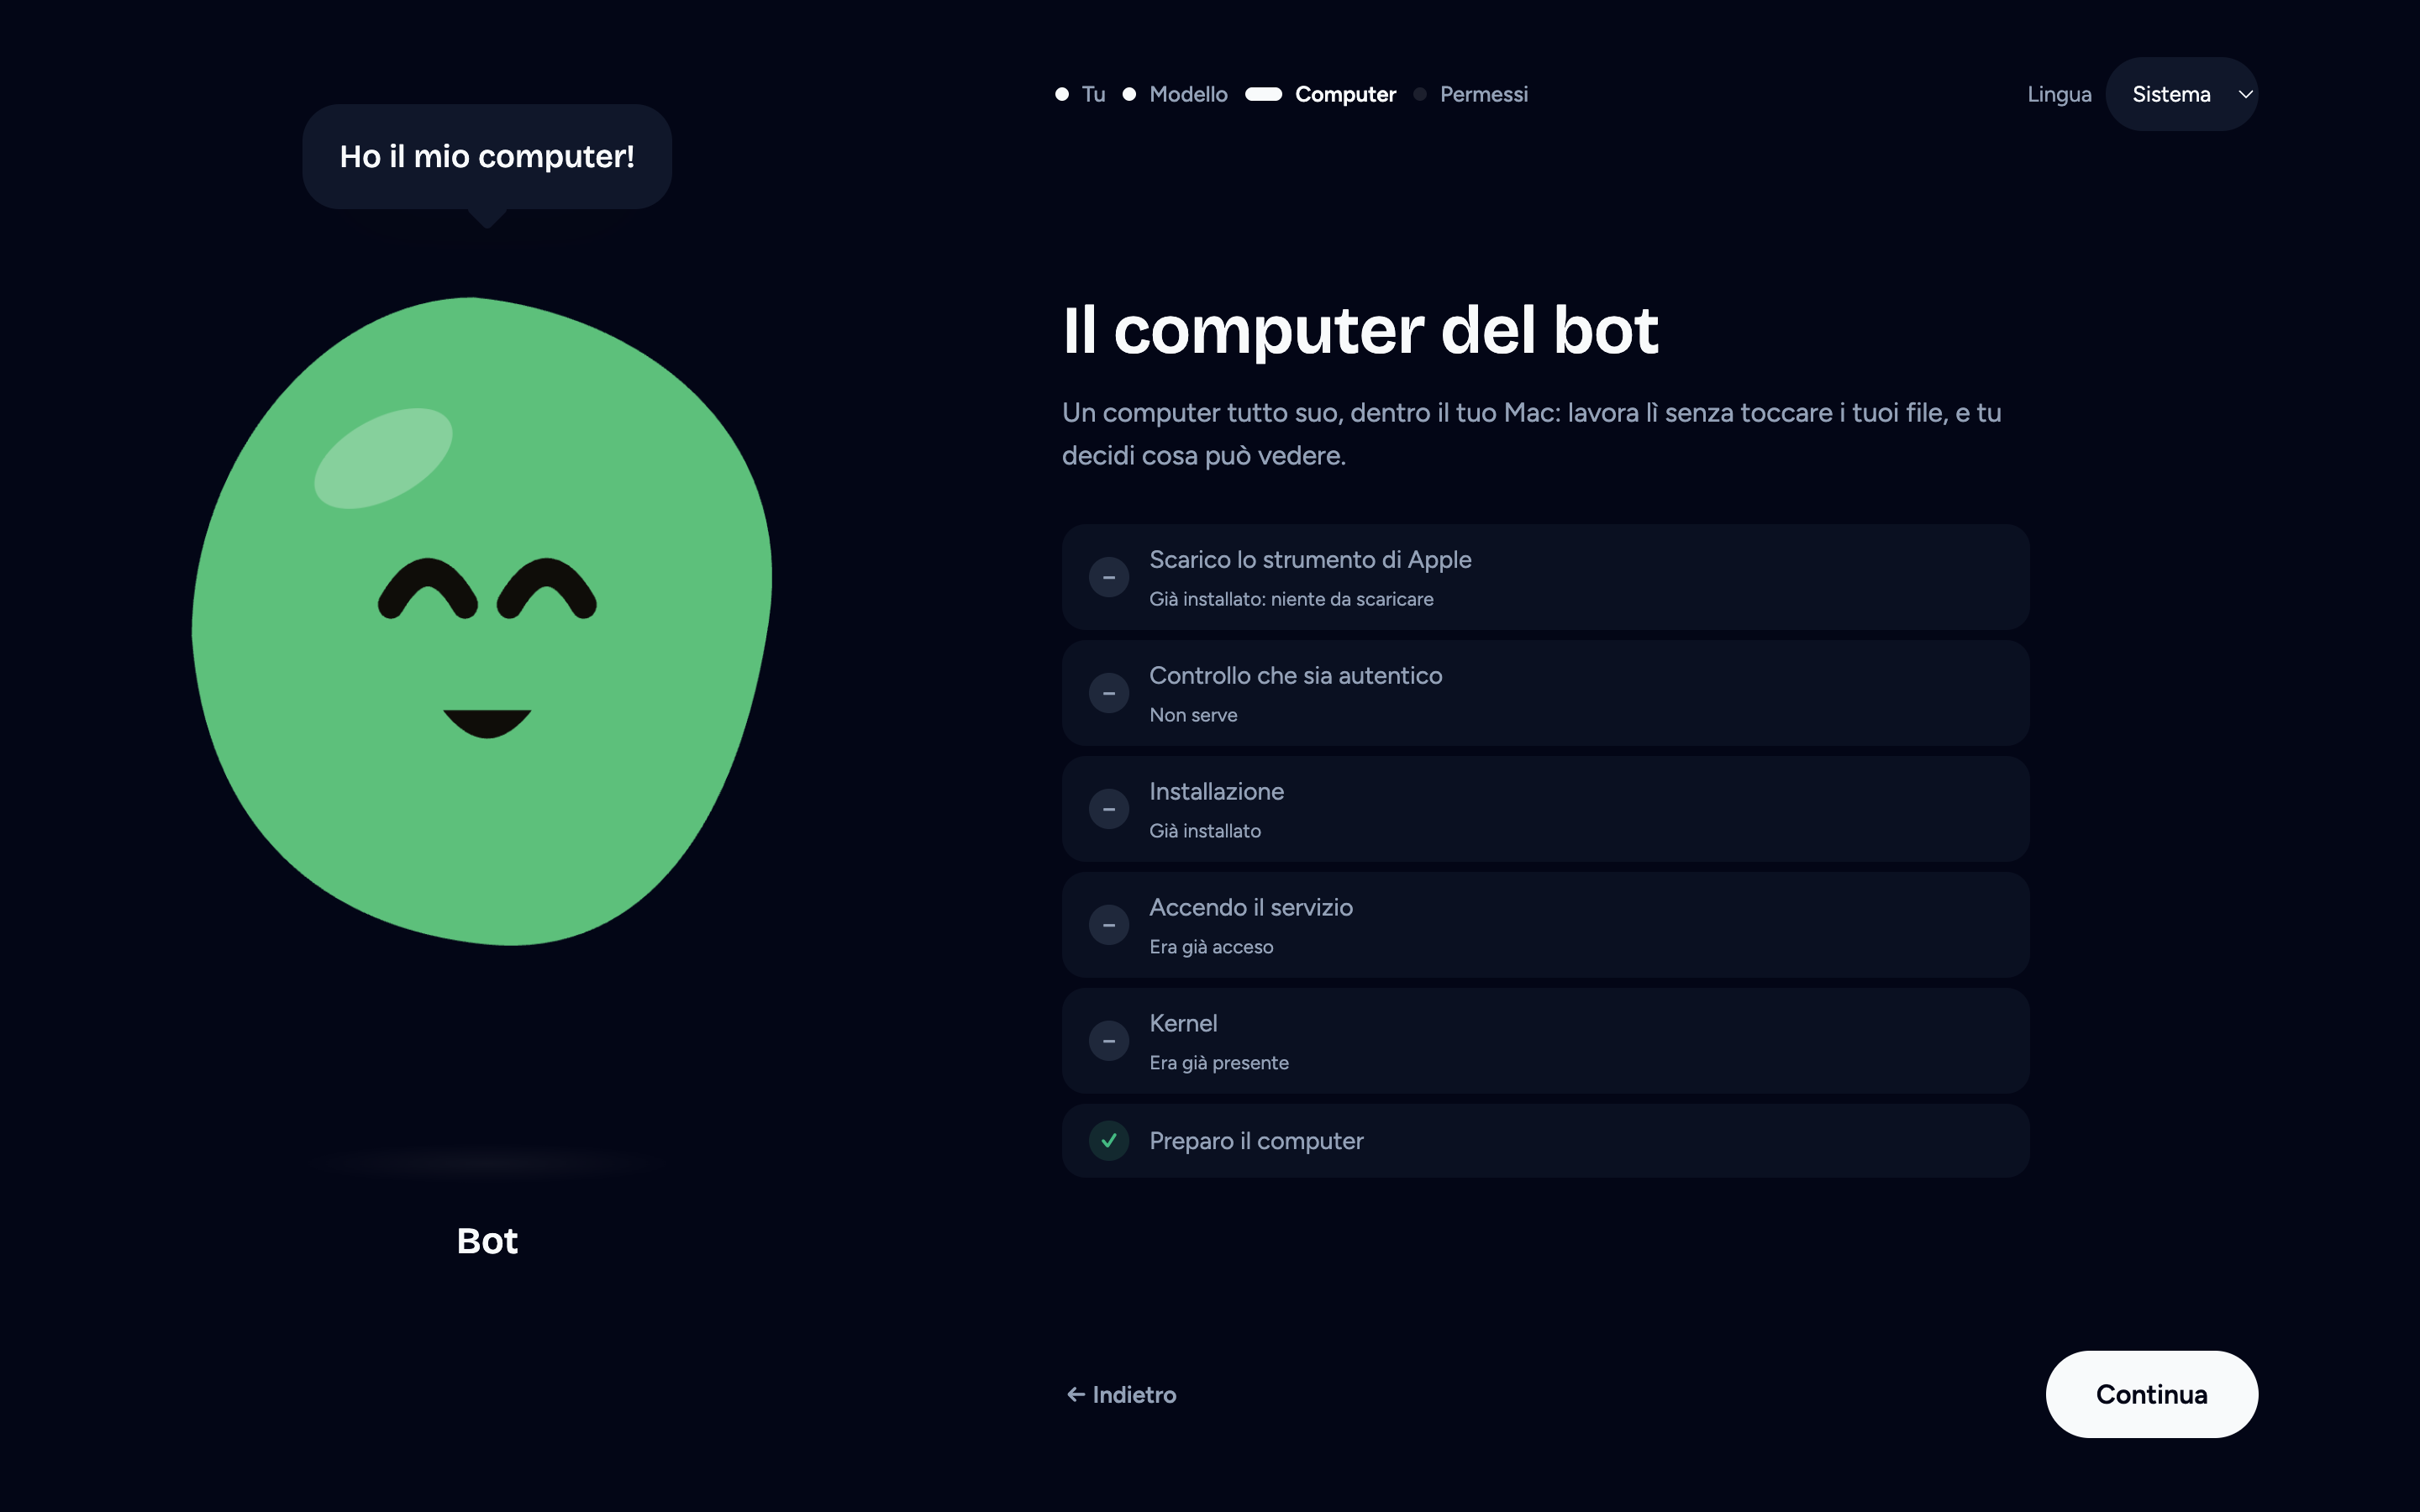 Ho il mio computer!
Bot
Tu
Modello
Computer
Permessi
Lingua
Sistema
Il computer del bot
Un computer tutto suo, dentro il tuo Mac: lavora lì senza toccare i tuoi file, e tu
decidi cosa può vedere.
Scarico lo strumento di Apple
Già installato: niente da scaricare
Controllo che sia autentico
Non serve
Installazione
Già installato
Accendo il servizio
Era già acceso
Kernel
Era già presente
Preparo il computer
Indietro
Continua